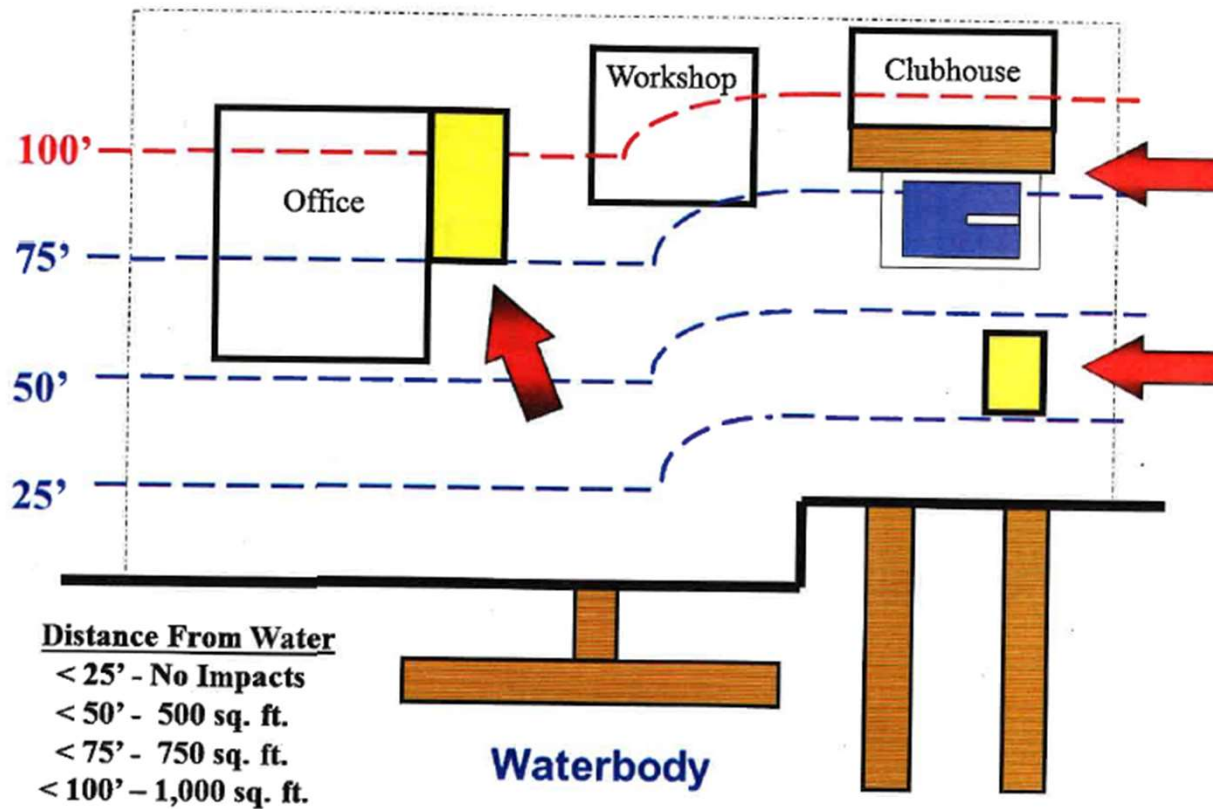 Workshop
Clubhouse
100’
Office
75’
50’
25’
Distance From Water
< 25’ - No Impacts
< 50’ - 500 sq. ft.
< 75’ - 750 sq. ft.
< 100’ – 1,000 sq. ft.
Waterbody